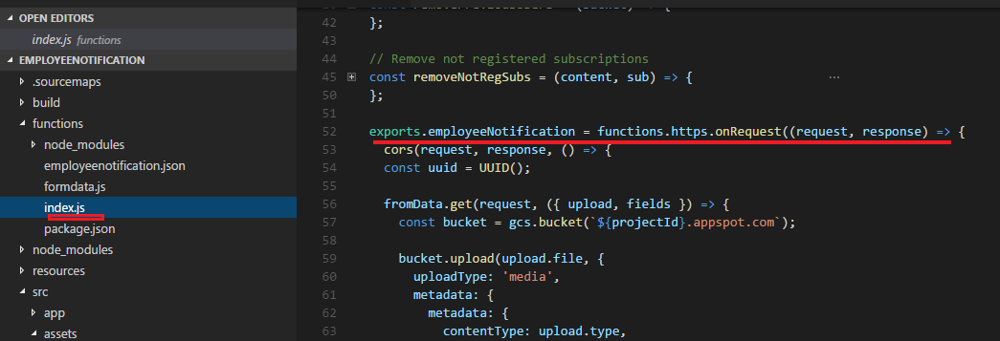 OPEN EDITORS
index.js functions
EMPLOYEENOTIFICATION
.sourcemaps
build
functions
node_modules
employeenotification.json
formdata.js
index.js
package.json
node_modules
resources
src
app
assets
42 };
43
44 // Remove not registered subscriptions
45 const removeNotRegSubs = (content, sub) => { ⋯
50 };
51
52 exports.employeeNotification = functions.https.onRequest((request, response) => {
53 cors(request, response, () => {
54 const uuid = UUID();
55
56 fromData.get(request, ({ upload, fields }) => {
57 const bucket = gcs.bucket(`${projectId}.appspot.com`);
58
59 bucket.upload(upload.file, {
60 uploadType: 'media',
61 metadata: {
62 metadata: {
63 contentType: upload.type,